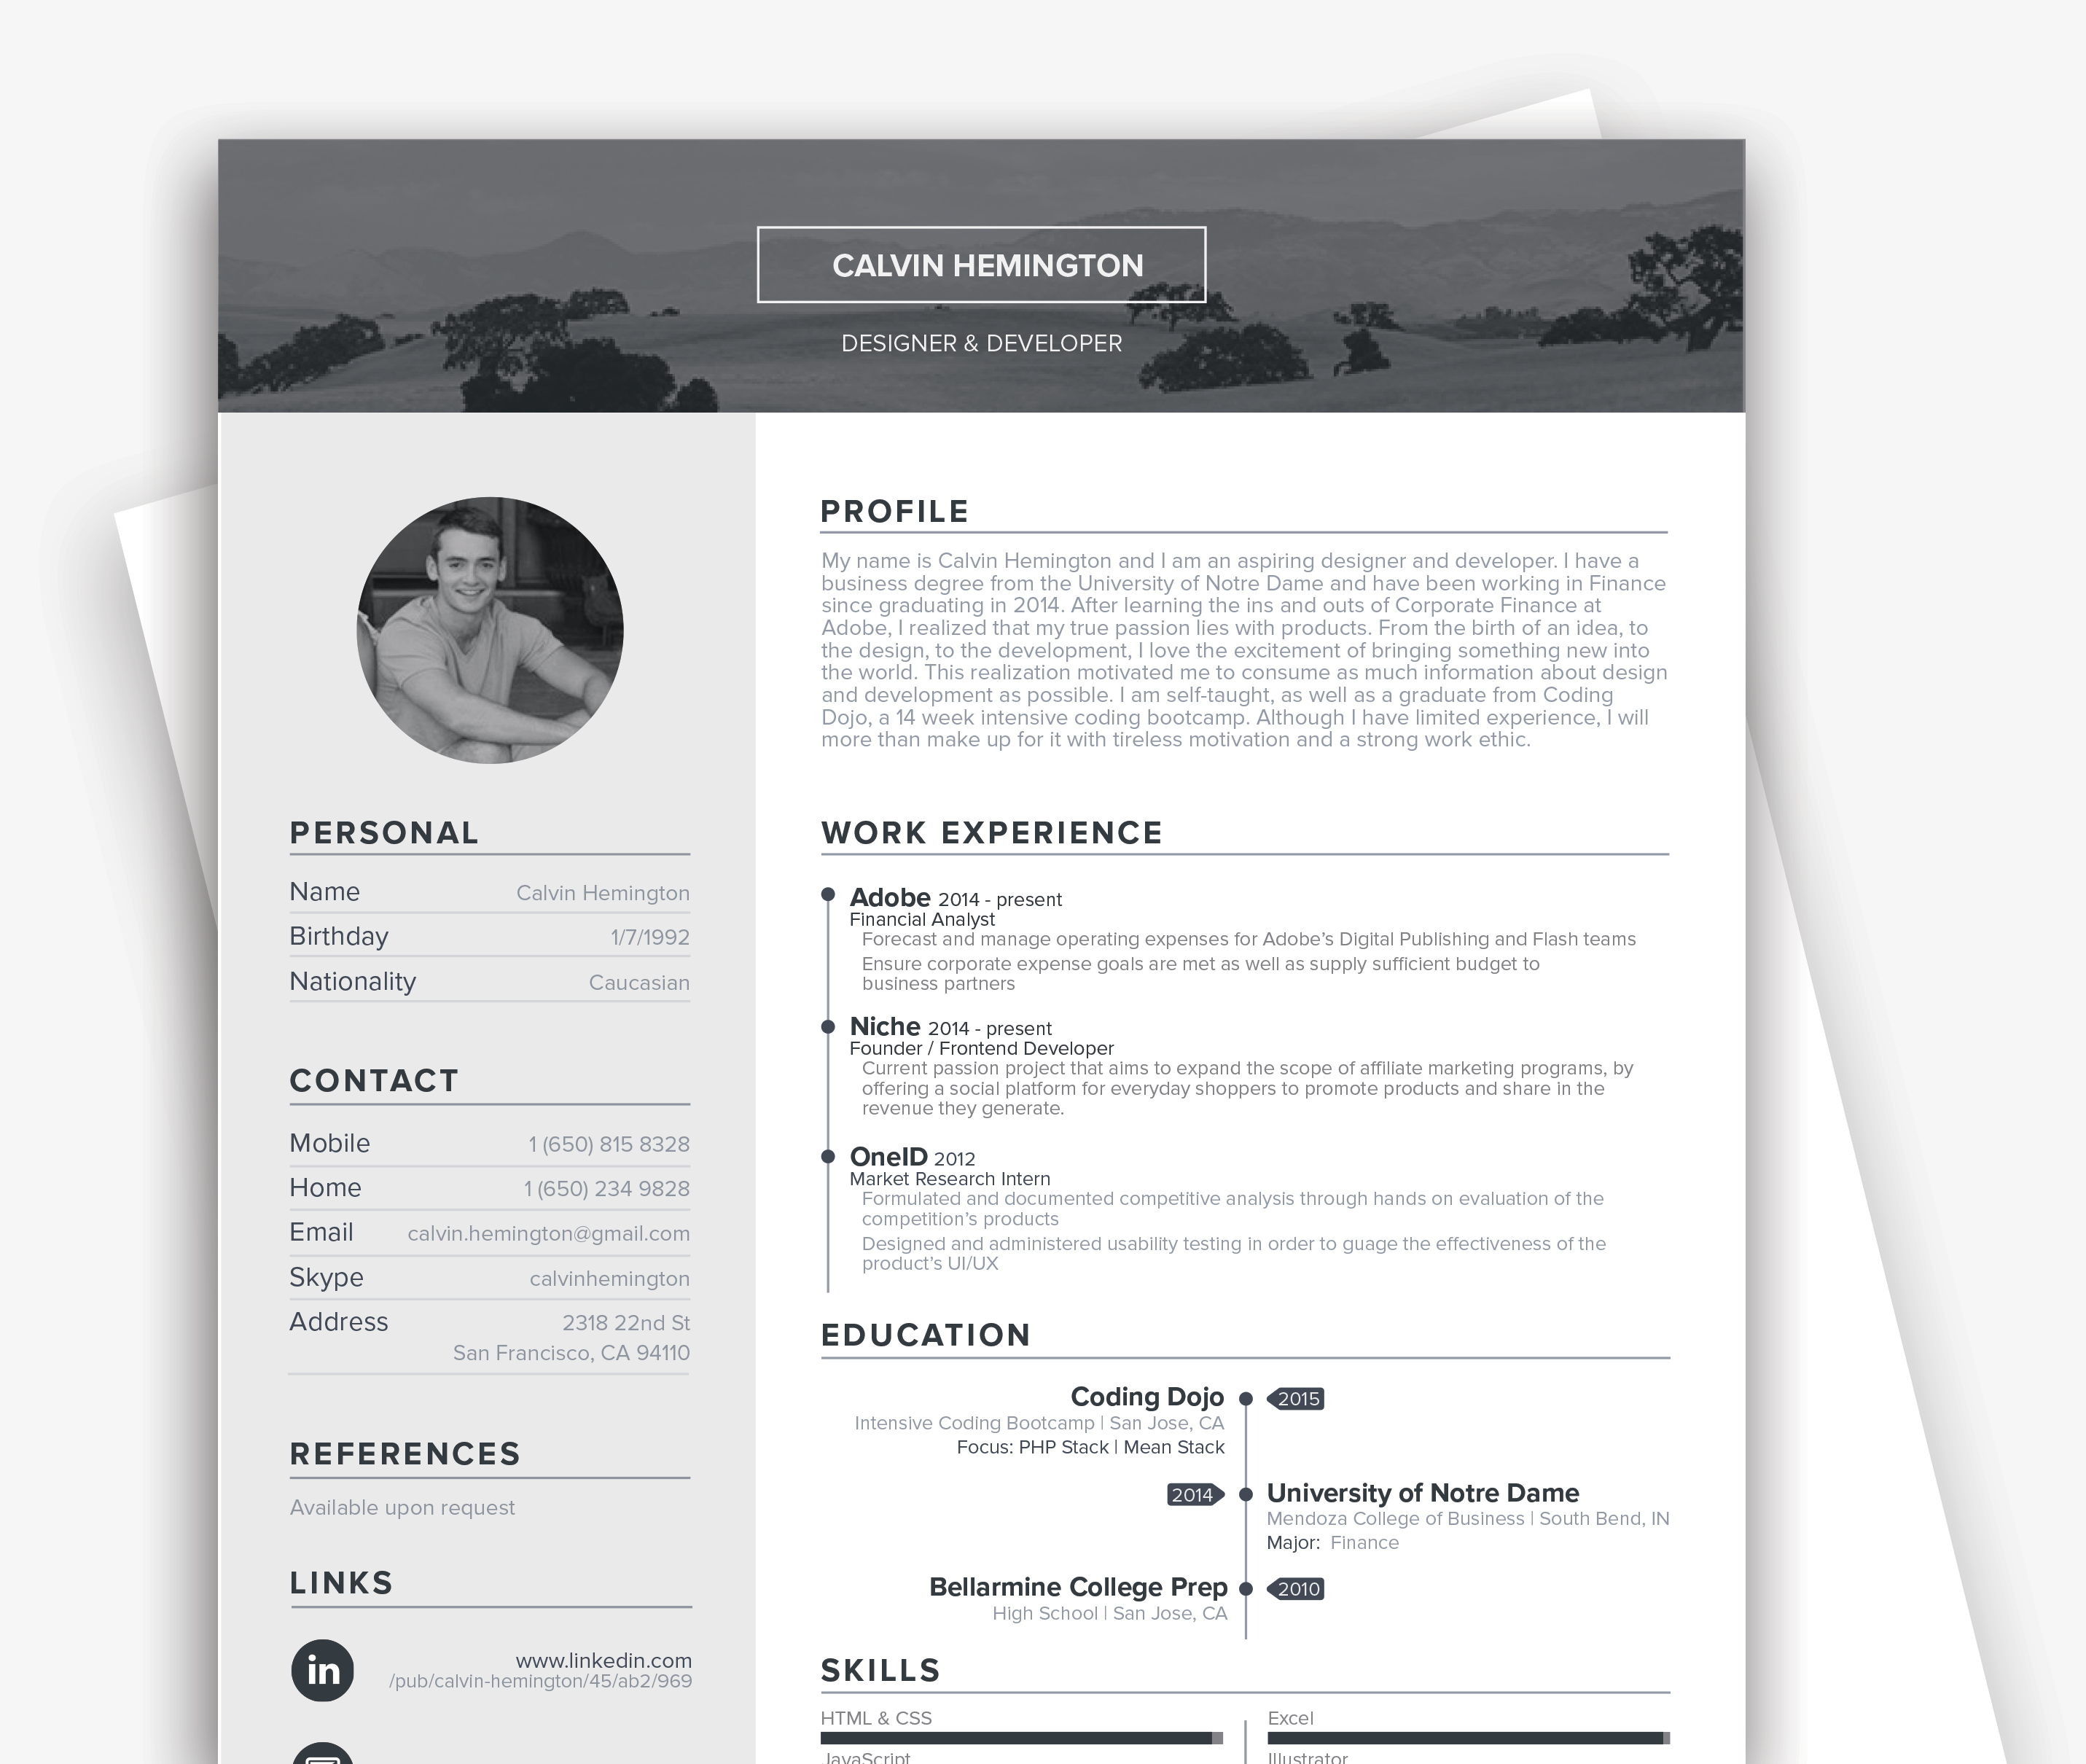 CALVIN HEMINGTON
DESIGNER & DEVELOPER
PERSONAL
Name Calvin Hemington
Birthday 1/7/1992
Nationality Caucasian
CONTACT
Mobile 1 (650) 815 8328
Home 1 (650) 234 9828
Email calvin.hemington@gmail.com
Skype calvinhemington
Address 2318 22nd St
San Francisco, CA 94110
REFERENCES
Available upon request
LINKS
in www.linkedin.com
/pub/calvin-hemington/45/ab2/969
PROFILE
My name is Calvin Hemington and I am an aspiring designer and developer. I have a
business degree from the University of Notre Dame and have been working in Finance
since graduating in 2014. After learning the ins and outs of Corporate Finance at
Adobe, I realized that my true passion lies with products. From the birth of an idea, to
the design, to the development, I love the excitement of bringing something new into
the world. This realization motivated me to consume as much information about design
and development as possible. I am self-taught, as well as a graduate from Coding
Dojo, a 14 week intensive coding bootcamp. Although I have limited experience, I will
more than make up for it with tireless motivation and a strong work ethic.
WORK EXPERIENCE
Adobe 2014 - present
Financial Analyst
Forecast and manage operating expenses for Adobe's Digital Publishing and Flash teams
Ensure corporate expense goals are met as well as supply sufficient budget to
business partners
Niche 2014 - present
Founder / Frontend Developer
Current passion project that aims to expand the scope of affiliate marketing programs, by
offering a social platform for everyday shoppers to promote products and share in the
revenue they generate.
OneID 2012
Market Research Intern
Formulated and documented competitive analysis through hands on evaluation of the
competition's products
Designed and administered usability testing in order to guage the effectiveness of the
product's UI/UX
EDUCATION
Coding Dojo 2015
Intensive Coding Bootcamp | San Jose, CA
Focus: PHP Stack | Mean Stack
2014 University of Notre Dame
Mendoza College of Business | South Bend, IN
Major: Finance
Bellarmine College Prep 2010
High School | San Jose, CA
SKILLS
HTML & CSS Excel
JavaScript Illustrator